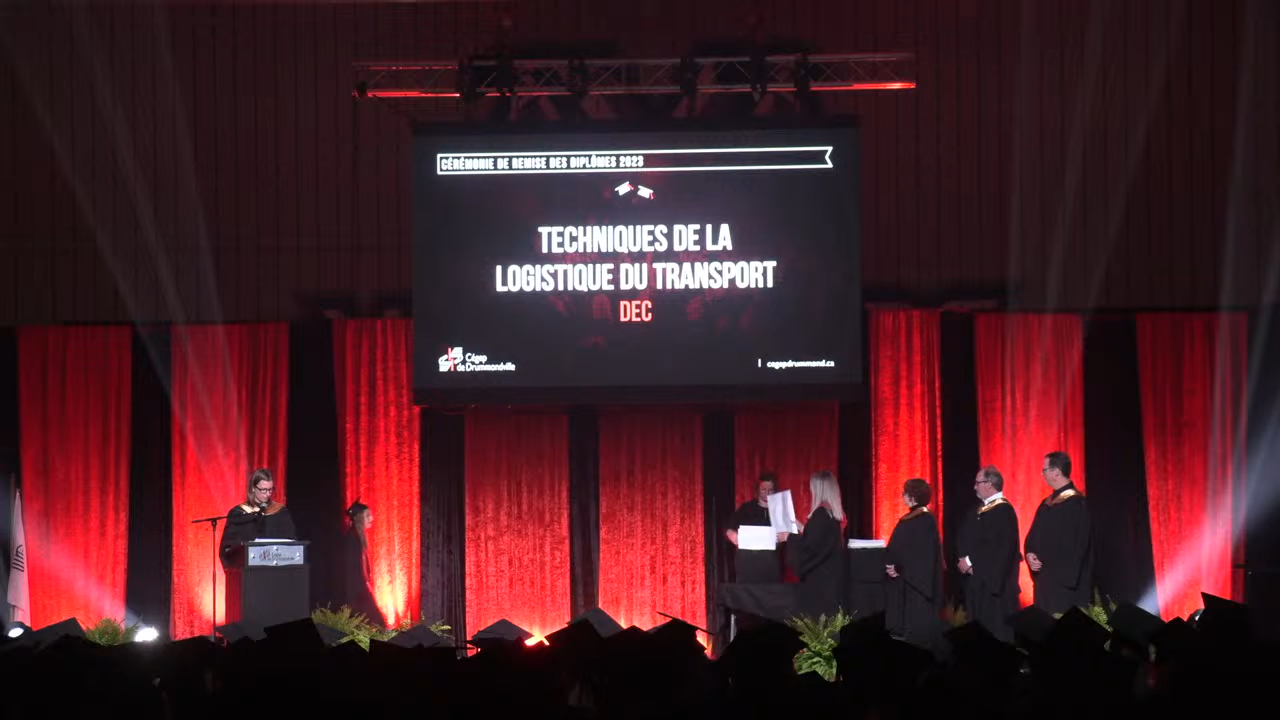 CÉRÉMONIE DE REMISE DES DIPLÔMES 2023
TECHNIQUES DE LA
LOGISTIQUE DU TRANSPORT
DEC
Cégep
de Drummondville
cegepdrummond.ca